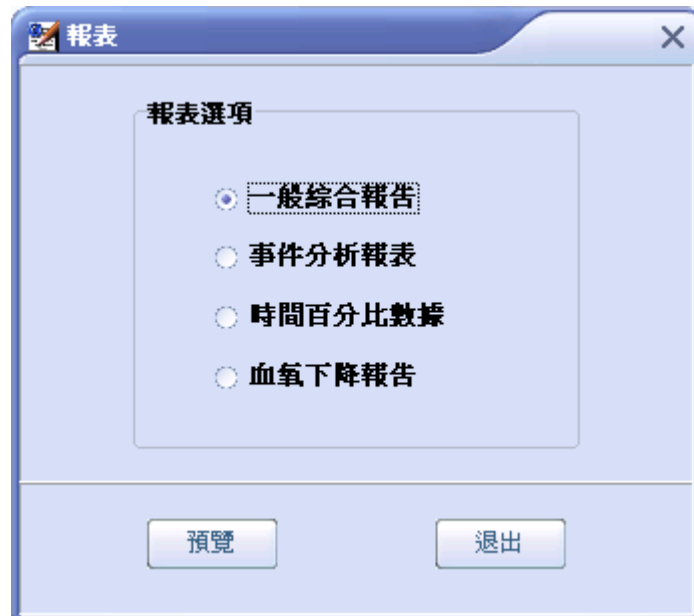 報表
報表選項
一般綜合報告
事件分析報表
時間百分比數據
血氧下降報告
預覽
退出